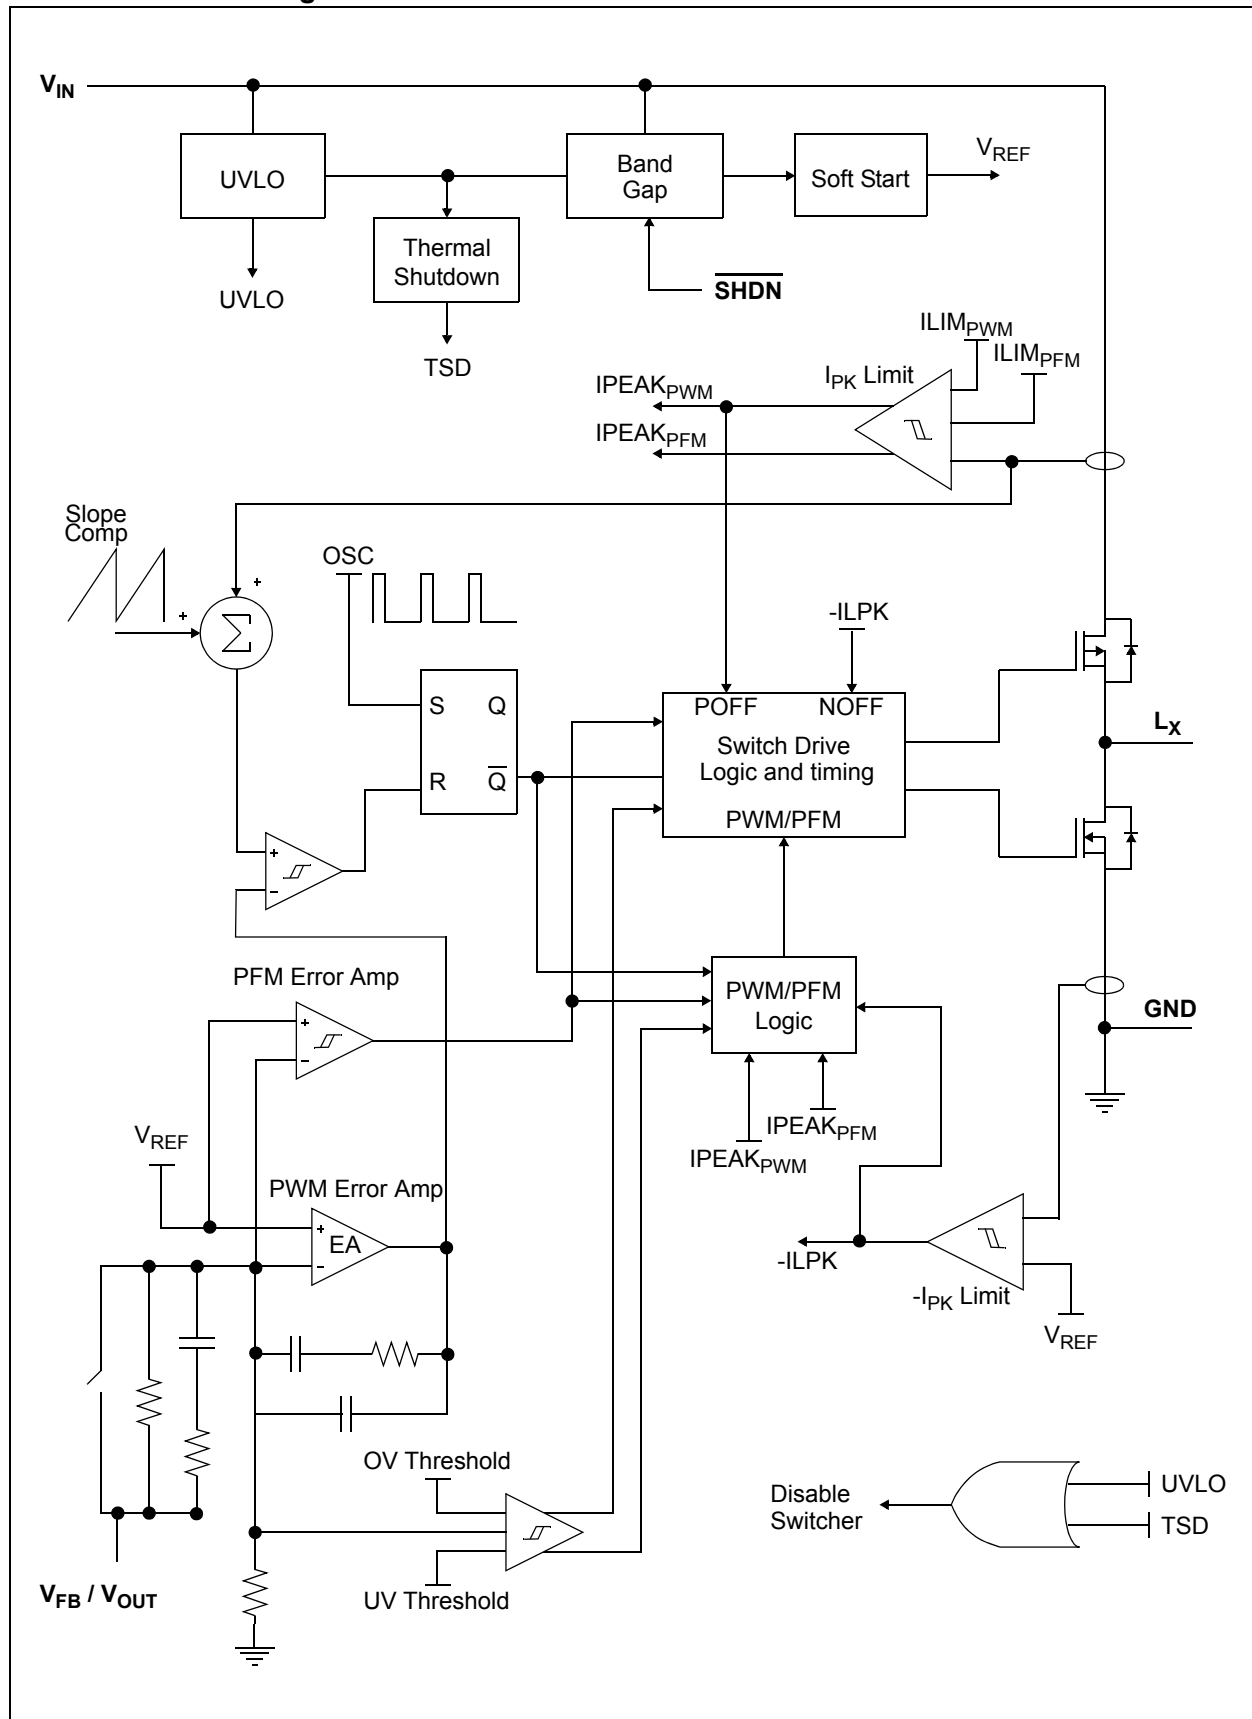 V_IN
UVLO
Band
Gap
Soft Start
V_REF
Thermal
Shutdown
SHDN
UVLO
TSD
ILIM_PWM
ILIM_PFM
I_PK Limit
IPEAK_PWM
IPEAK_PFM
Slope
Comp
+
+
Σ
OSC
-ILPK
S Q
R Q
POFF NOFF
Switch Drive
Logic and timing
PWM/PFM
L_X
+
-
PFM Error Amp
+
-
PWM/PFM
Logic
GND
IPEAK_PFM
IPEAK_PWM
V_REF
PWM Error Amp
+
EA
-
-ILPK
-I_PK Limit
V_REF
OV Threshold
UV Threshold
V_FB / V_OUT
Disable
Switcher
UVLO
TSD